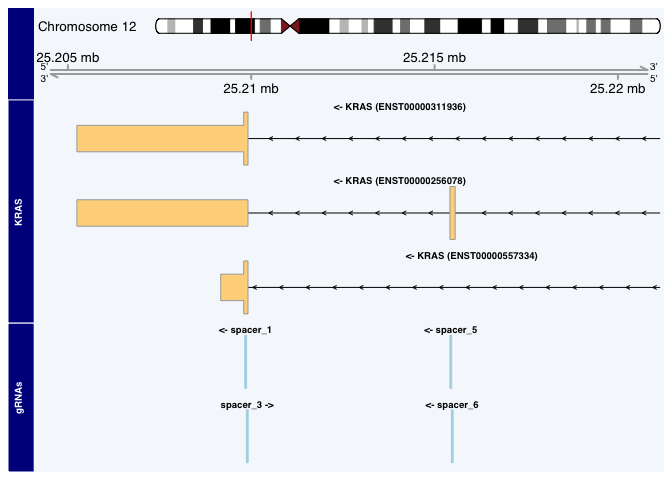 Chromosome 12
25.205 mb
25.215 mb
5'
3'
3'
5'
25.21 mb
25.22 mb
KRAS
<- KRAS (ENST00000311936)
<- KRAS (ENST00000256078)
<- KRAS (ENST00000557334)
gRNAs
<- spacer_1
<- spacer_5
spacer_3 ->
<- spacer_6